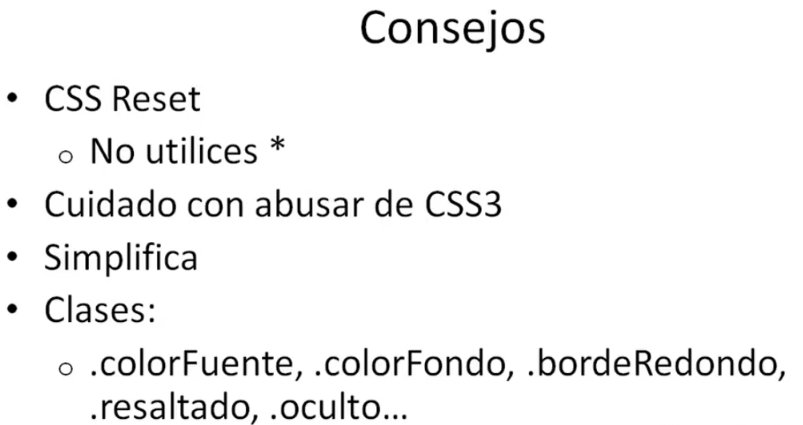 Consejos
• CSS Reset
o No utilices *
• Cuidado con abusar de CSS3
• Simplifica
• Clases:
o .colorFuente, .colorFondo, .bordeRedondo,
.resaltado, .oculto...